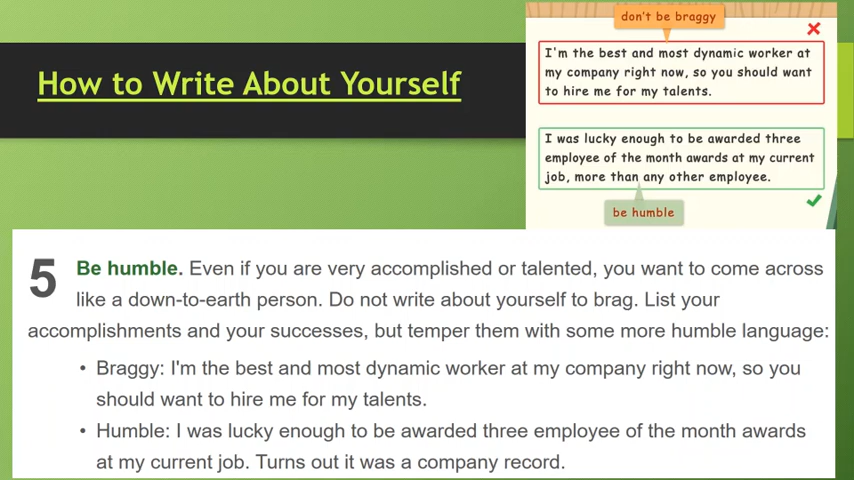 How to Write About Yourself
don't be braggy
I'm the best and most dynamic worker at
my company right now, so you should want
to hire me for my talents.
I was lucky enough to be awarded three
employee of the month awards at my current
job, more than any other employee.
be humble
5 Be humble. Even if you are very accomplished or talented, you want to come across
like a down-to-earth person. Do not write about yourself to brag. List your
accomplishments and your successes, but temper them with some more humble language:
• Braggy: I'm the best and most dynamic worker at my company right now, so you
should want to hire me for my talents.
• Humble: I was lucky enough to be awarded three employee of the month awards
at my current job. Turns out it was a company record.